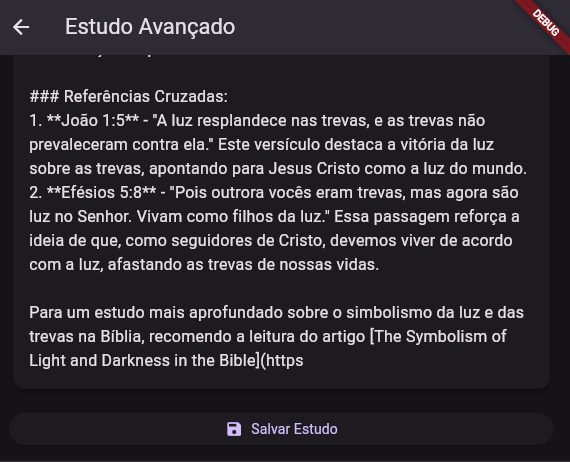 Estudo Avançado
DEBUG
### Referências Cruzadas:
1. **João 1:5** - "A luz resplandece nas trevas, e as trevas não
prevaleceram contra ela." Este versículo destaca a vitória da luz
sobre as trevas, apontando para Jesus Cristo como a luz do mundo.
2. **Efésios 5:8** - "Pois outrora vocês eram trevas, mas agora são
luz no Senhor. Vivam como filhos da luz." Essa passagem reforça a
ideia de que, como seguidores de Cristo, devemos viver de acordo
com a luz, afastando as trevas de nossas vidas.
Para um estudo mais aprofundado sobre o simbolismo da luz e das
trevas na Bíblia, recomendo a leitura do artigo [The Symbolism of
Light and Darkness in the Bible](https
Salvar Estudo